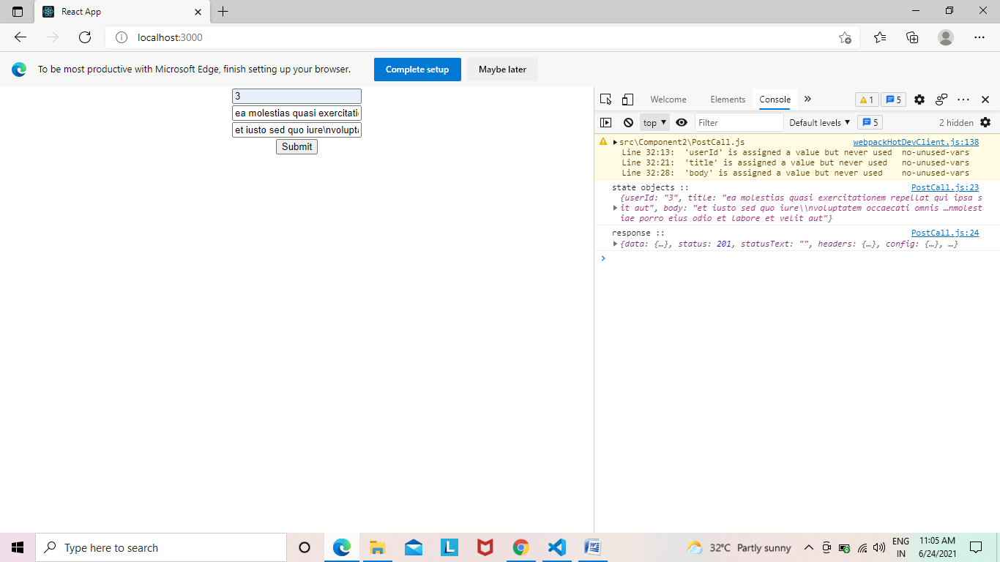 React App
localhost:3000
To be most productive with Microsoft Edge, finish setting up your browser.
Complete setup
Maybe later
3
ea molestias quasi exercitatio
et iusto sed quo iure\nvolupta
Submit
Welcome
Elements
Console
1
5
top
Filter
Default levels
5
2 hidden
src\Component2\PostCall.js webpackHotDevClient.js:138
Line 32:13: 'userId' is assigned a value but never used no-unused-vars
Line 32:21: 'title' is assigned a value but never used no-unused-vars
Line 32:28: 'body' is assigned a value but never used no-unused-vars
state objects :: PostCall.js:23
{userId: "3", title: "ea molestias quasi exercitationem repellat qui ipsa s
it aut", body: "et iusto sed quo iure\\nvoluptatem occaecati omnis …nmolest
iae porro eius odio et labore et velit aut"}
response :: PostCall.js:24
{data: {…}, status: 201, statusText: "", headers: {…}, config: {…}, …}
Type here to search
L
W
32°C Partly sunny
ENG
IN
11:05 AM
6/24/2021